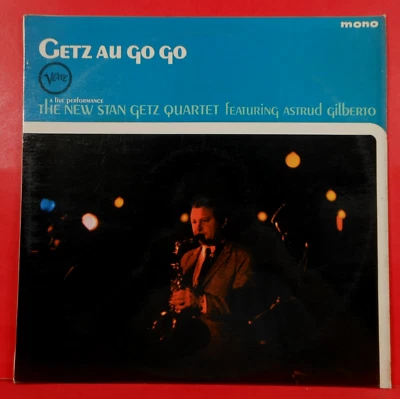 mono
GETZ AU GO GO
Verve
a live performance
THE NEW STAN GETZ QUARTET FEATURING ASTRUD GILBERTO